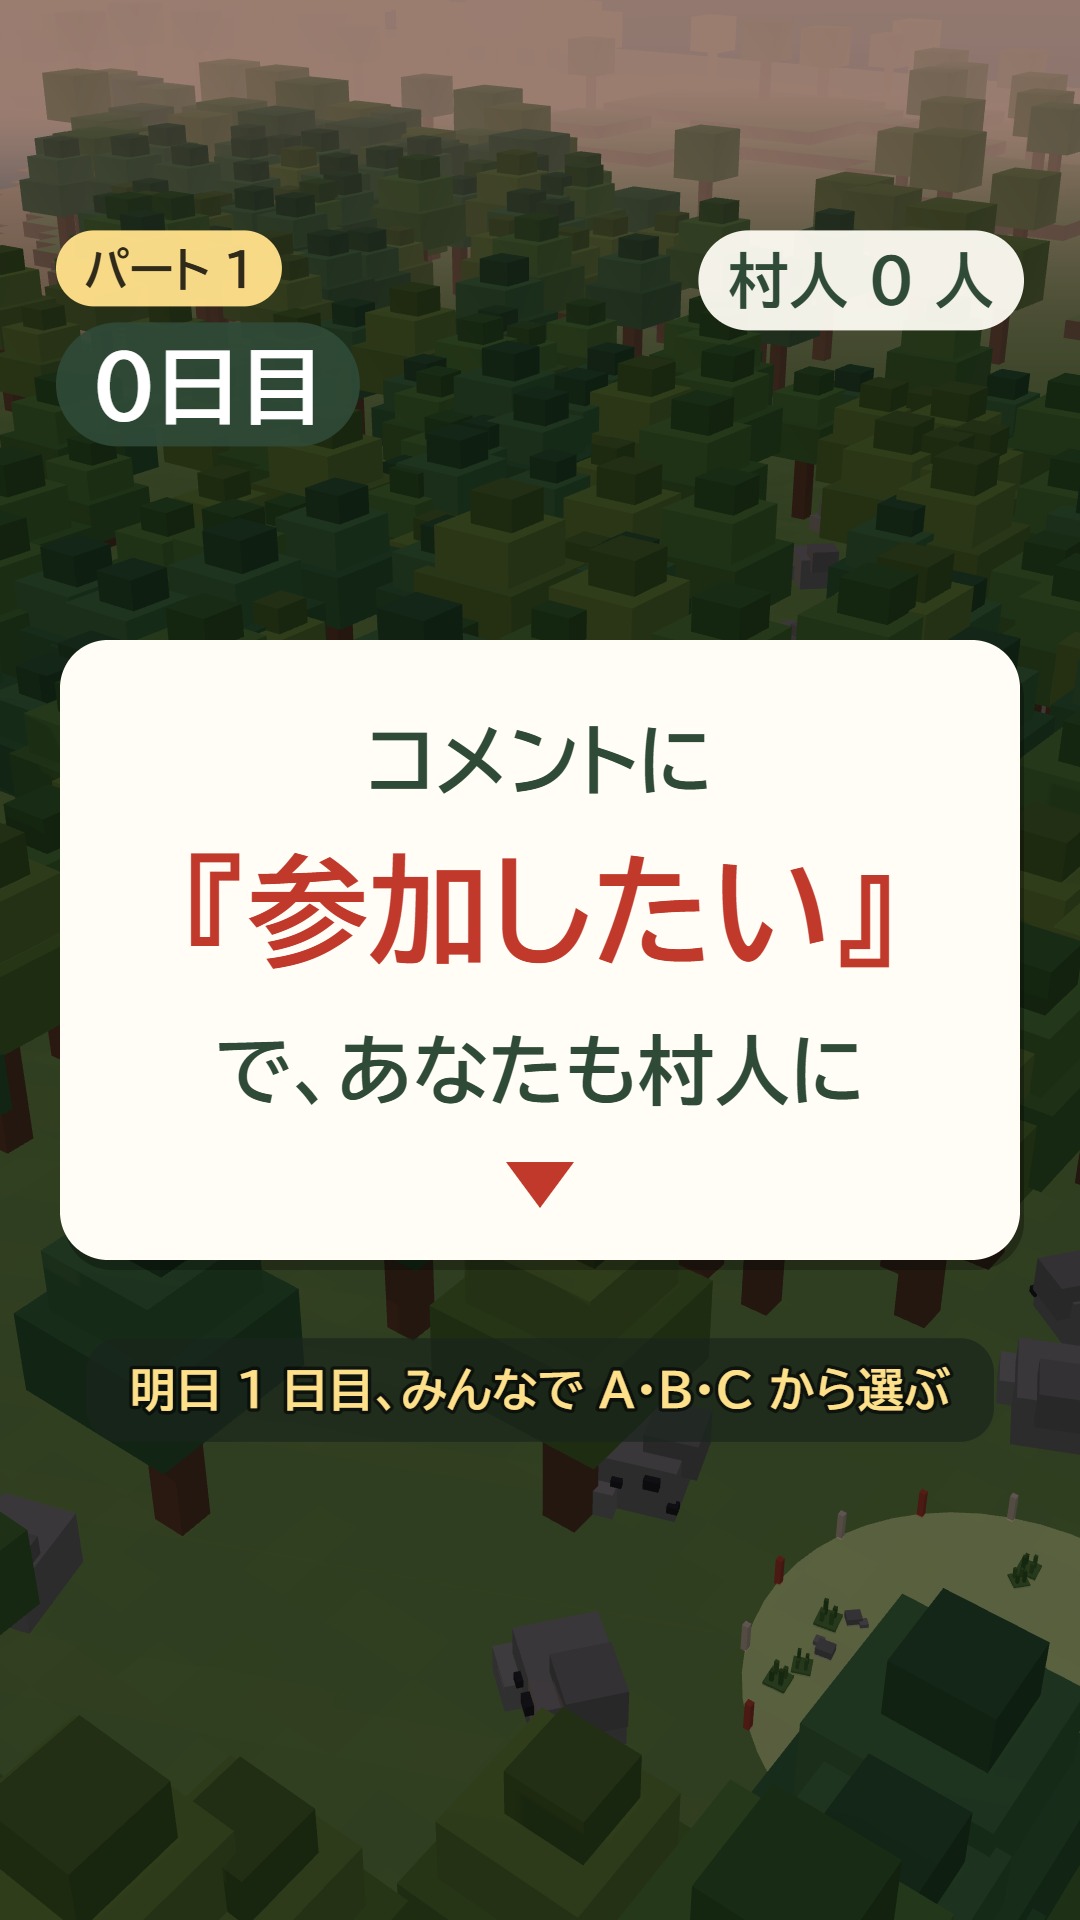 パート 1
村人 0 人
0日目
コメントに
『参加したい』
で、あなたも村人に
明日 1 日目、みんなで A・B・C から選ぶ